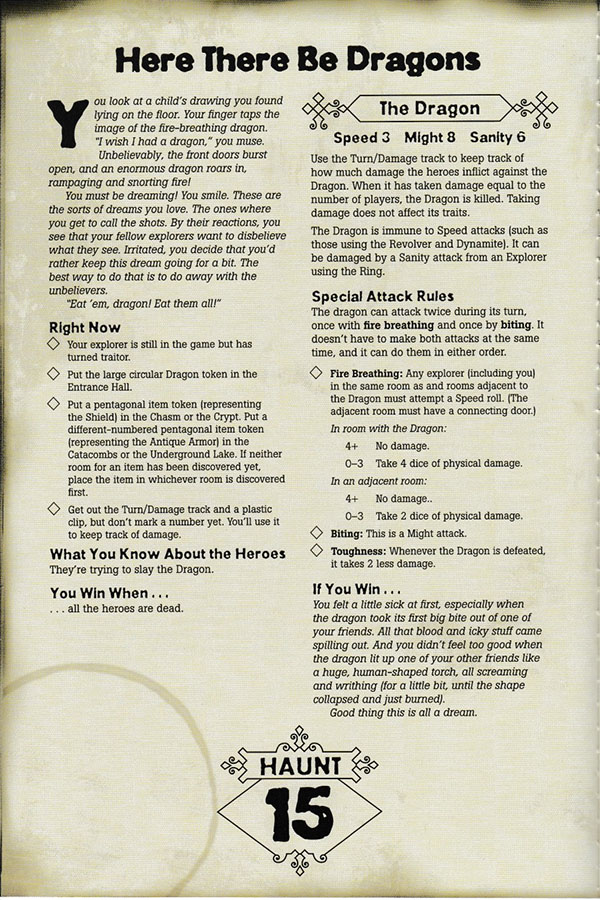 Here There Be Dragons
You look at a child's drawing you found
lying on the floor. Your finger taps the
image of the fire-breathing dragon.
"I wish I had a dragon," you muse.
Unbelievably, the front doors burst
open, and an enormous dragon roars in,
rampaging and snorting fire!
You must be dreaming! You smile. These are
the sorts of dreams you love. The ones where
you get to call the shots. By their reactions, you
see that your fellow explorers want to disbelieve
what they see. Irritated, you decide that you'd
rather keep this dream going for a bit. The
best way to do that is to do away with the
unbelievers.
"Eat 'em, dragon! Eat them all!"
Right Now
Your explorer is still in the game but has
turned traitor.
Put the large circular Dragon token in the
Entrance Hall.
Put a pentagonal item token (representing
the Shield) in the Chasm or the Crypt. Put a
different-numbered pentagonal item token
(representing the Antique Armor) in the
Catacombs or the Underground Lake. If neither
room for an item has been discovered yet,
place the item in whichever room is discovered
first.
Get out the Turn/Damage track and a plastic
clip, but don't mark a number yet. You'll use it
to keep track of damage.
What You Know About the Heroes
They're trying to slay the Dragon.
You Win When . . .
. . . all the heroes are dead.
The Dragon
Speed 3 Might 8 Sanity 6
Use the Turn/Damage track to keep track of
how much damage the heroes inflict against the
Dragon. When it has taken damage equal to the
number of players, the Dragon is killed. Taking
damage does not affect its traits.
The Dragon is immune to Speed attacks (such as
those using the Revolver and Dynamite). It can
be damaged by a Sanity attack from an Explorer
using the Ring.
Special Attack Rules
The dragon can attack twice during its turn,
once with fire breathing and once by biting. It
doesn't have to make both attacks at the same
time, and it can do them in either order.
Fire Breathing: Any explorer (including you)
in the same room as and rooms adjacent to
the Dragon must attempt a Speed roll. (The
adjacent room must have a connecting door.)
In room with the Dragon:
4+ No damage.
0–3 Take 4 dice of physical damage.
In an adjacent room:
4+ No damage..
0–3 Take 2 dice of physical damage.
Biting: This is a Might attack.
Toughness: Whenever the Dragon is defeated,
it takes 2 less damage.
If You Win . . .
You felt a little sick at first, especially when
the dragon took its first big bite out of one of
your friends. All that blood and icky stuff came
spilling out. And you didn't feel too good when
the dragon lit up one of your other friends like
a huge, human-shaped torch, all screaming
and writhing (for a little bit, until the shape
collapsed and just burned).
Good thing this is all a dream.
HAUNT
15